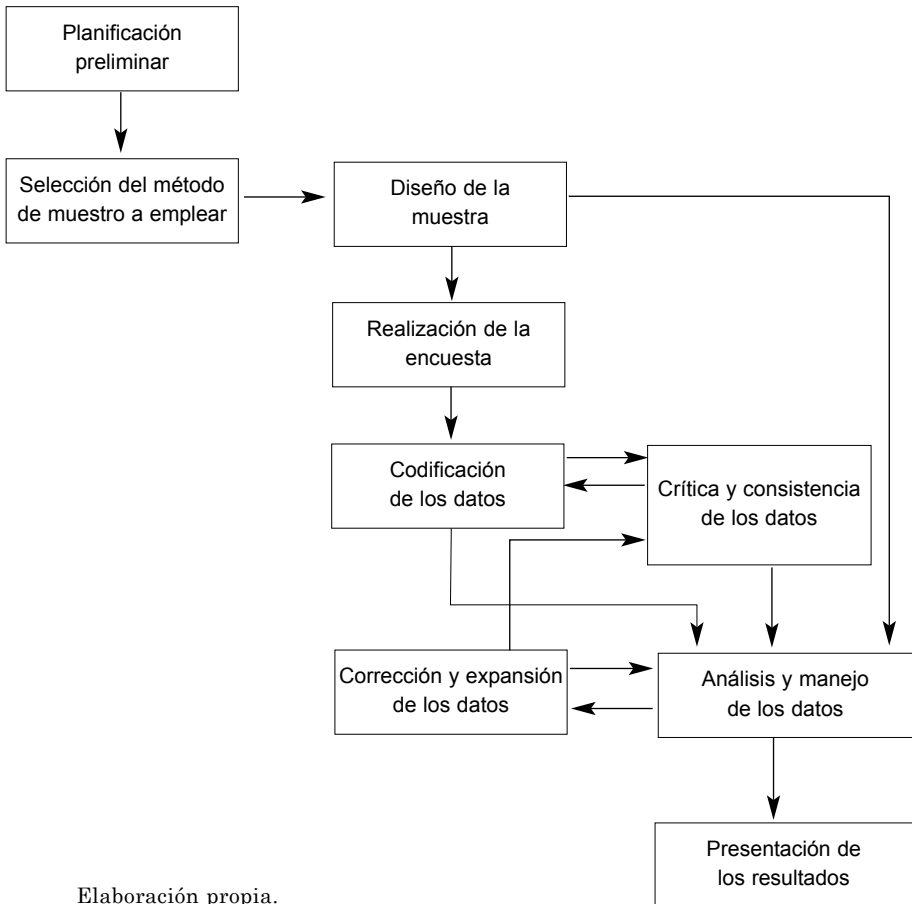 Planificación
preliminar
Selección del método
de muestro a emplear
Diseño de la
muestra
Realización de la
encuesta
Codificación
de los datos
Crítica y consistencia
de los datos
Corrección y expansión
de los datos
Análisis y manejo
de los datos
Presentación de
los resultados
Elaboración propia.